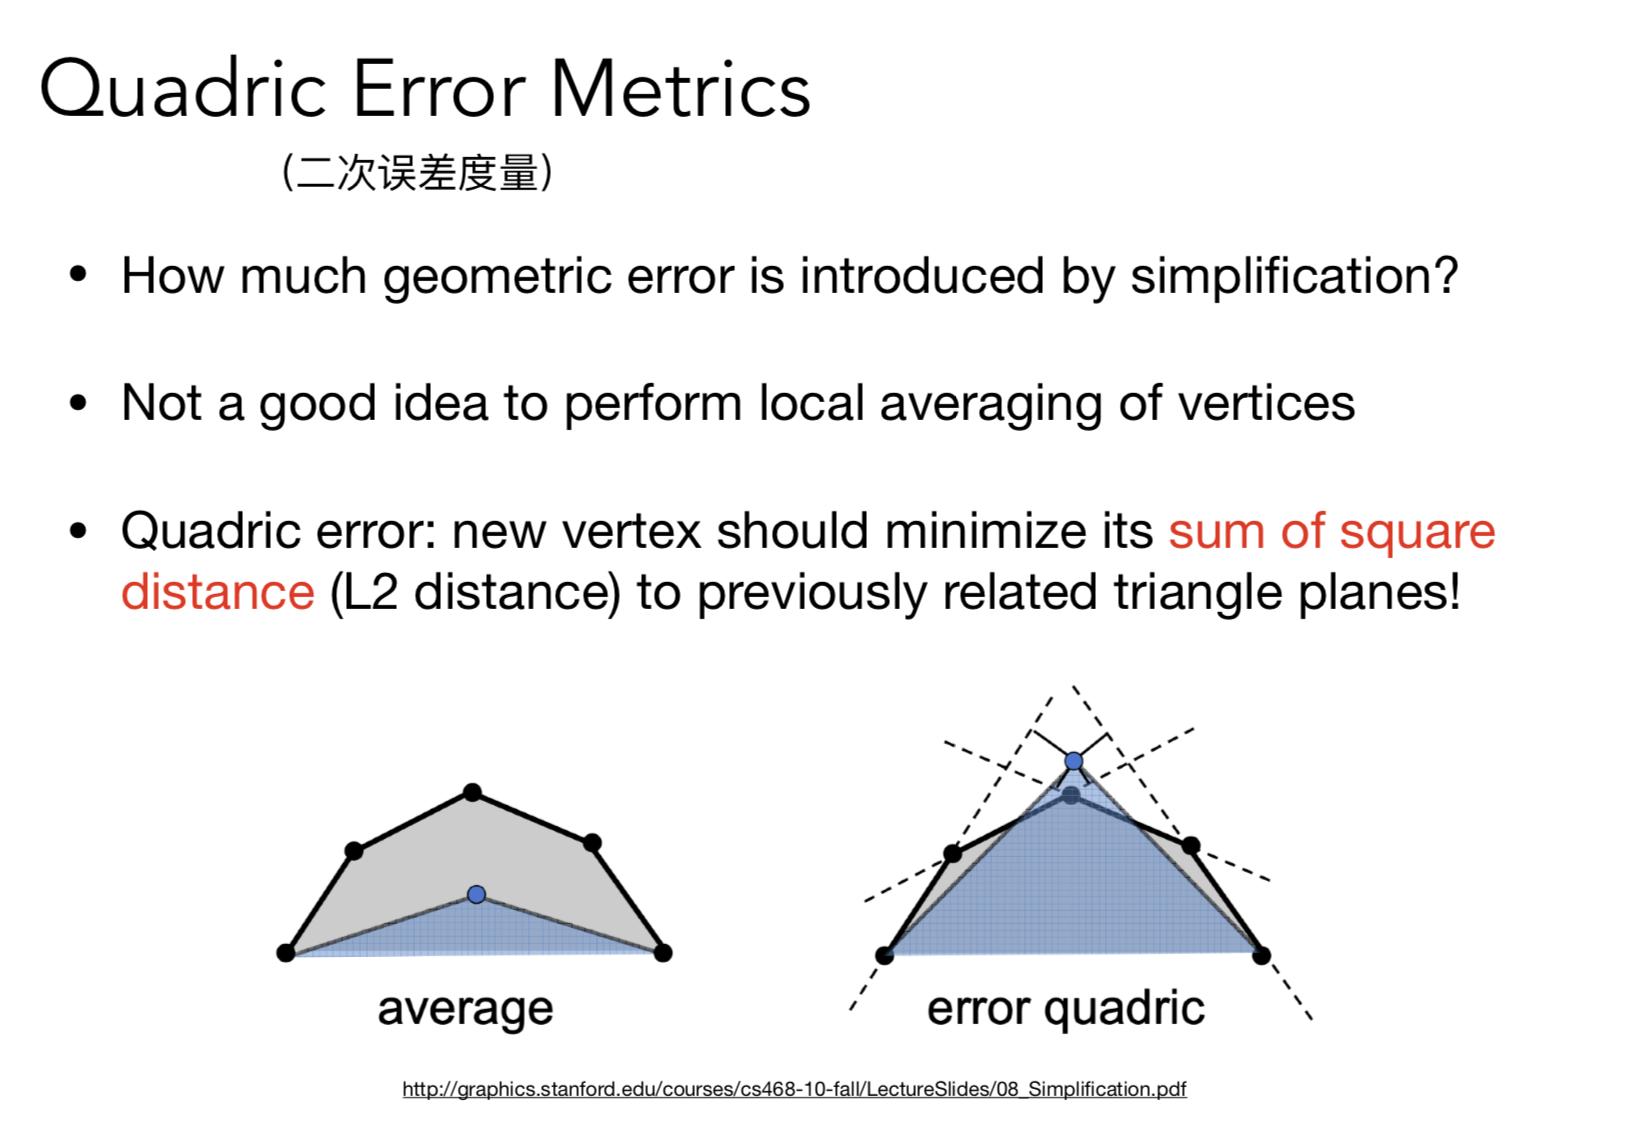 Quadric Error Metrics
(二次误差度量)
• How much geometric error is introduced by simplification?
• Not a good idea to perform local averaging of vertices
• Quadric error: new vertex should minimize its sum of square
distance (L2 distance) to previously related triangle planes!
average
error quadric
http://graphics.stanford.edu/courses/cs468-10-fall/LectureSlides/08_Simplification.pdf